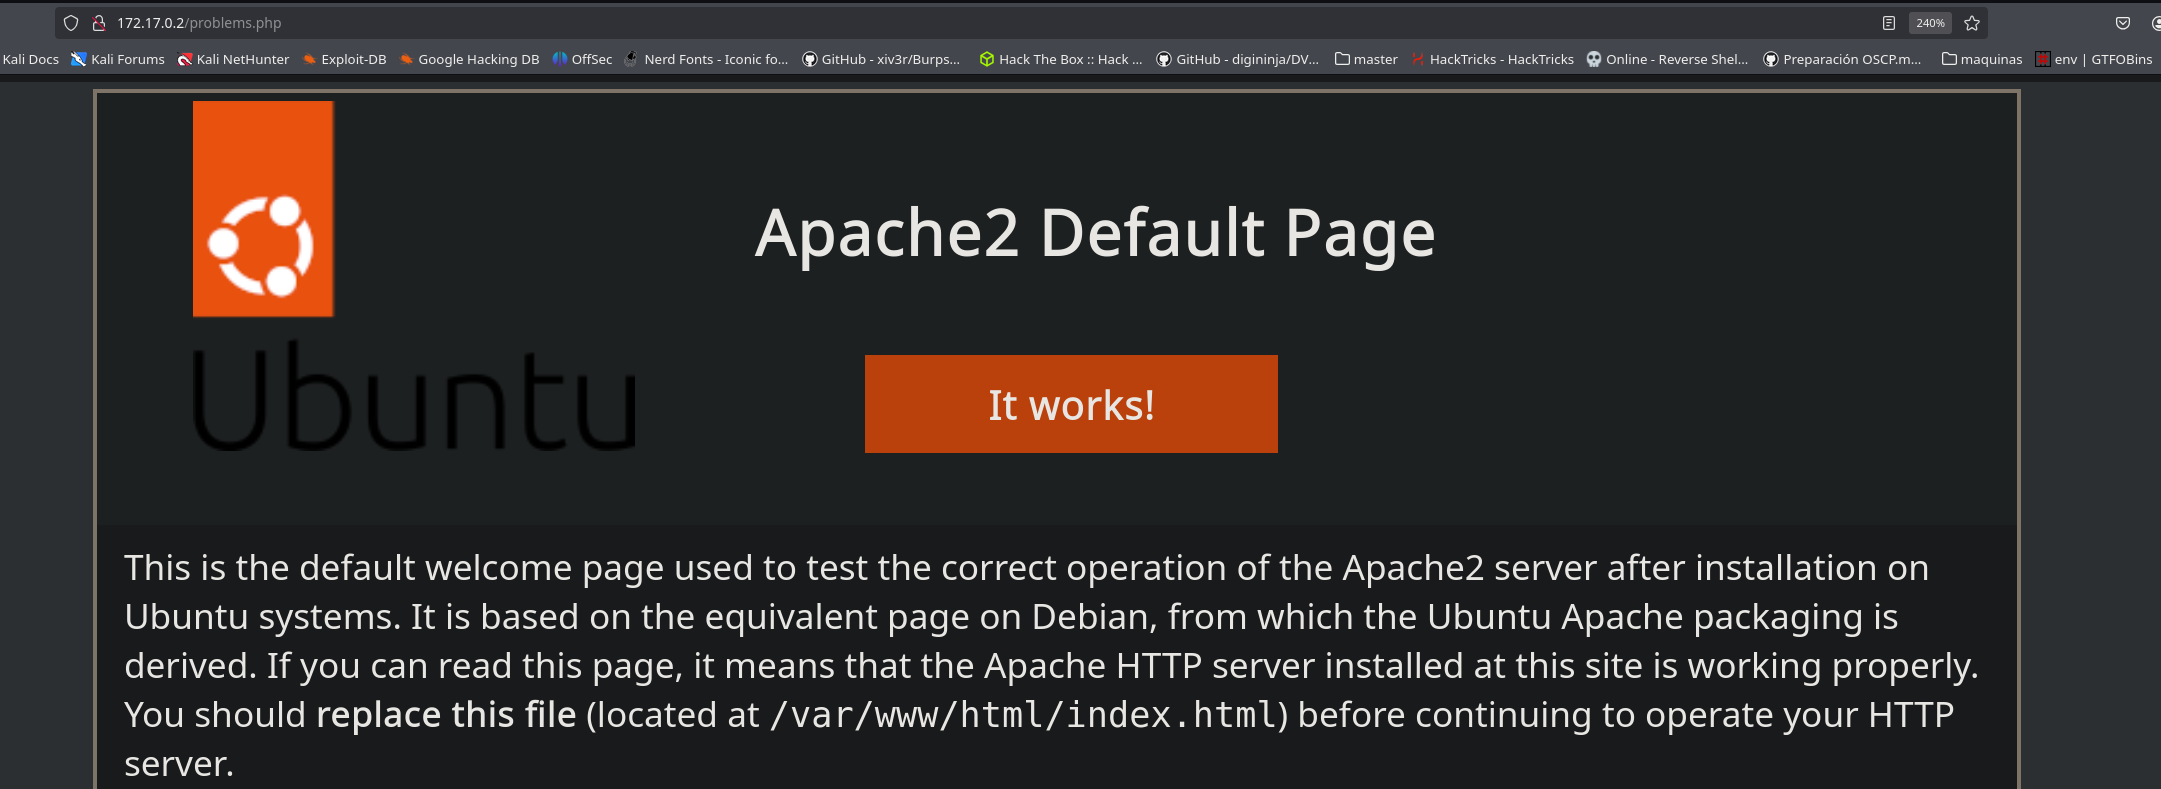 172.17.0.2/problems.php
240%
Kali Docs Kali Forums Kali NetHunter Exploit-DB Google Hacking DB OffSec Nerd Fonts - Iconic fo... GitHub - xiv3r/Burps... Hack The Box :: Hack ... GitHub - digininja/DV... master HackTricks - HackTricks Online - Reverse Shel... Preparación OSCP.m... maquinas env | GTFOBins
Apache2 Default Page
Ubuntu
It works!
This is the default welcome page used to test the correct operation of the Apache2 server after installation on
Ubuntu systems. It is based on the equivalent page on Debian, from which the Ubuntu Apache packaging is
derived. If you can read this page, it means that the Apache HTTP server installed at this site is working properly.
You should replace this file (located at /var/www/html/index.html) before continuing to operate your HTTP
server.